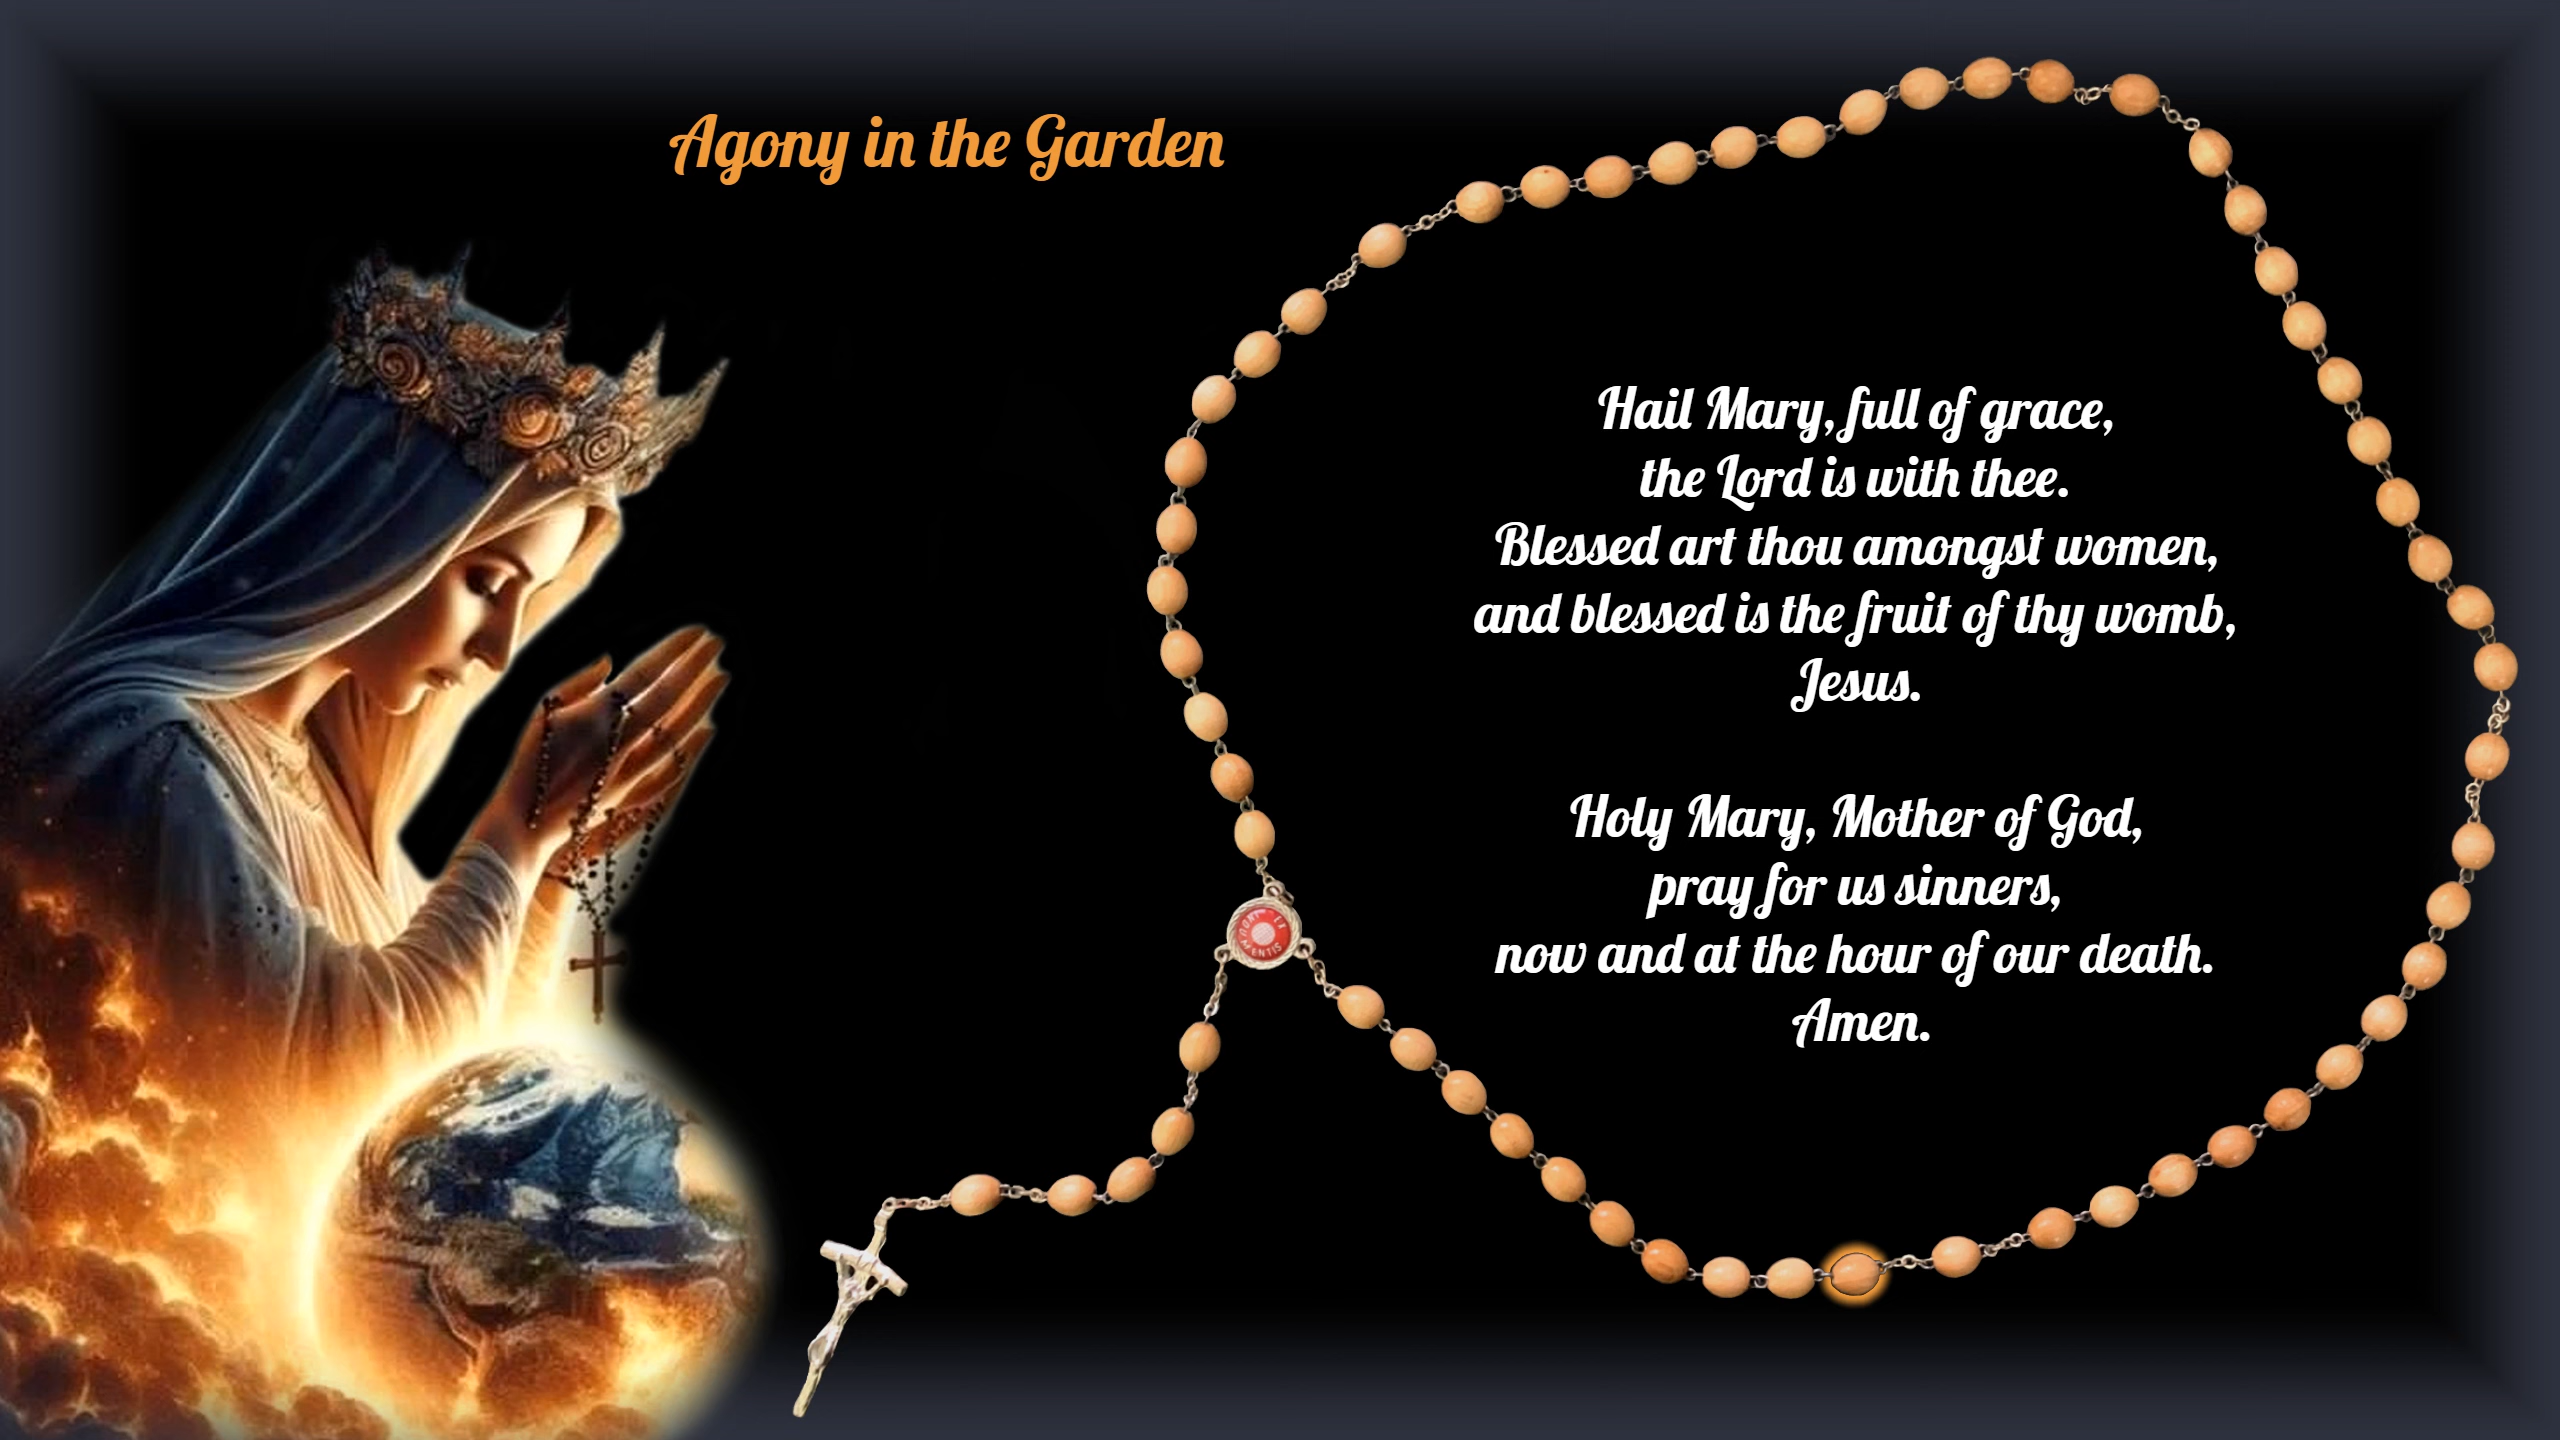 Agony in the Garden
Hail Mary, full of grace,
the Lord is with thee.
Blessed art thou amongst women,
and blessed is the fruit of thy womb,
Jesus.
Holy Mary, Mother of God,
pray for us sinners,
now and at the hour of our death.
Amen.